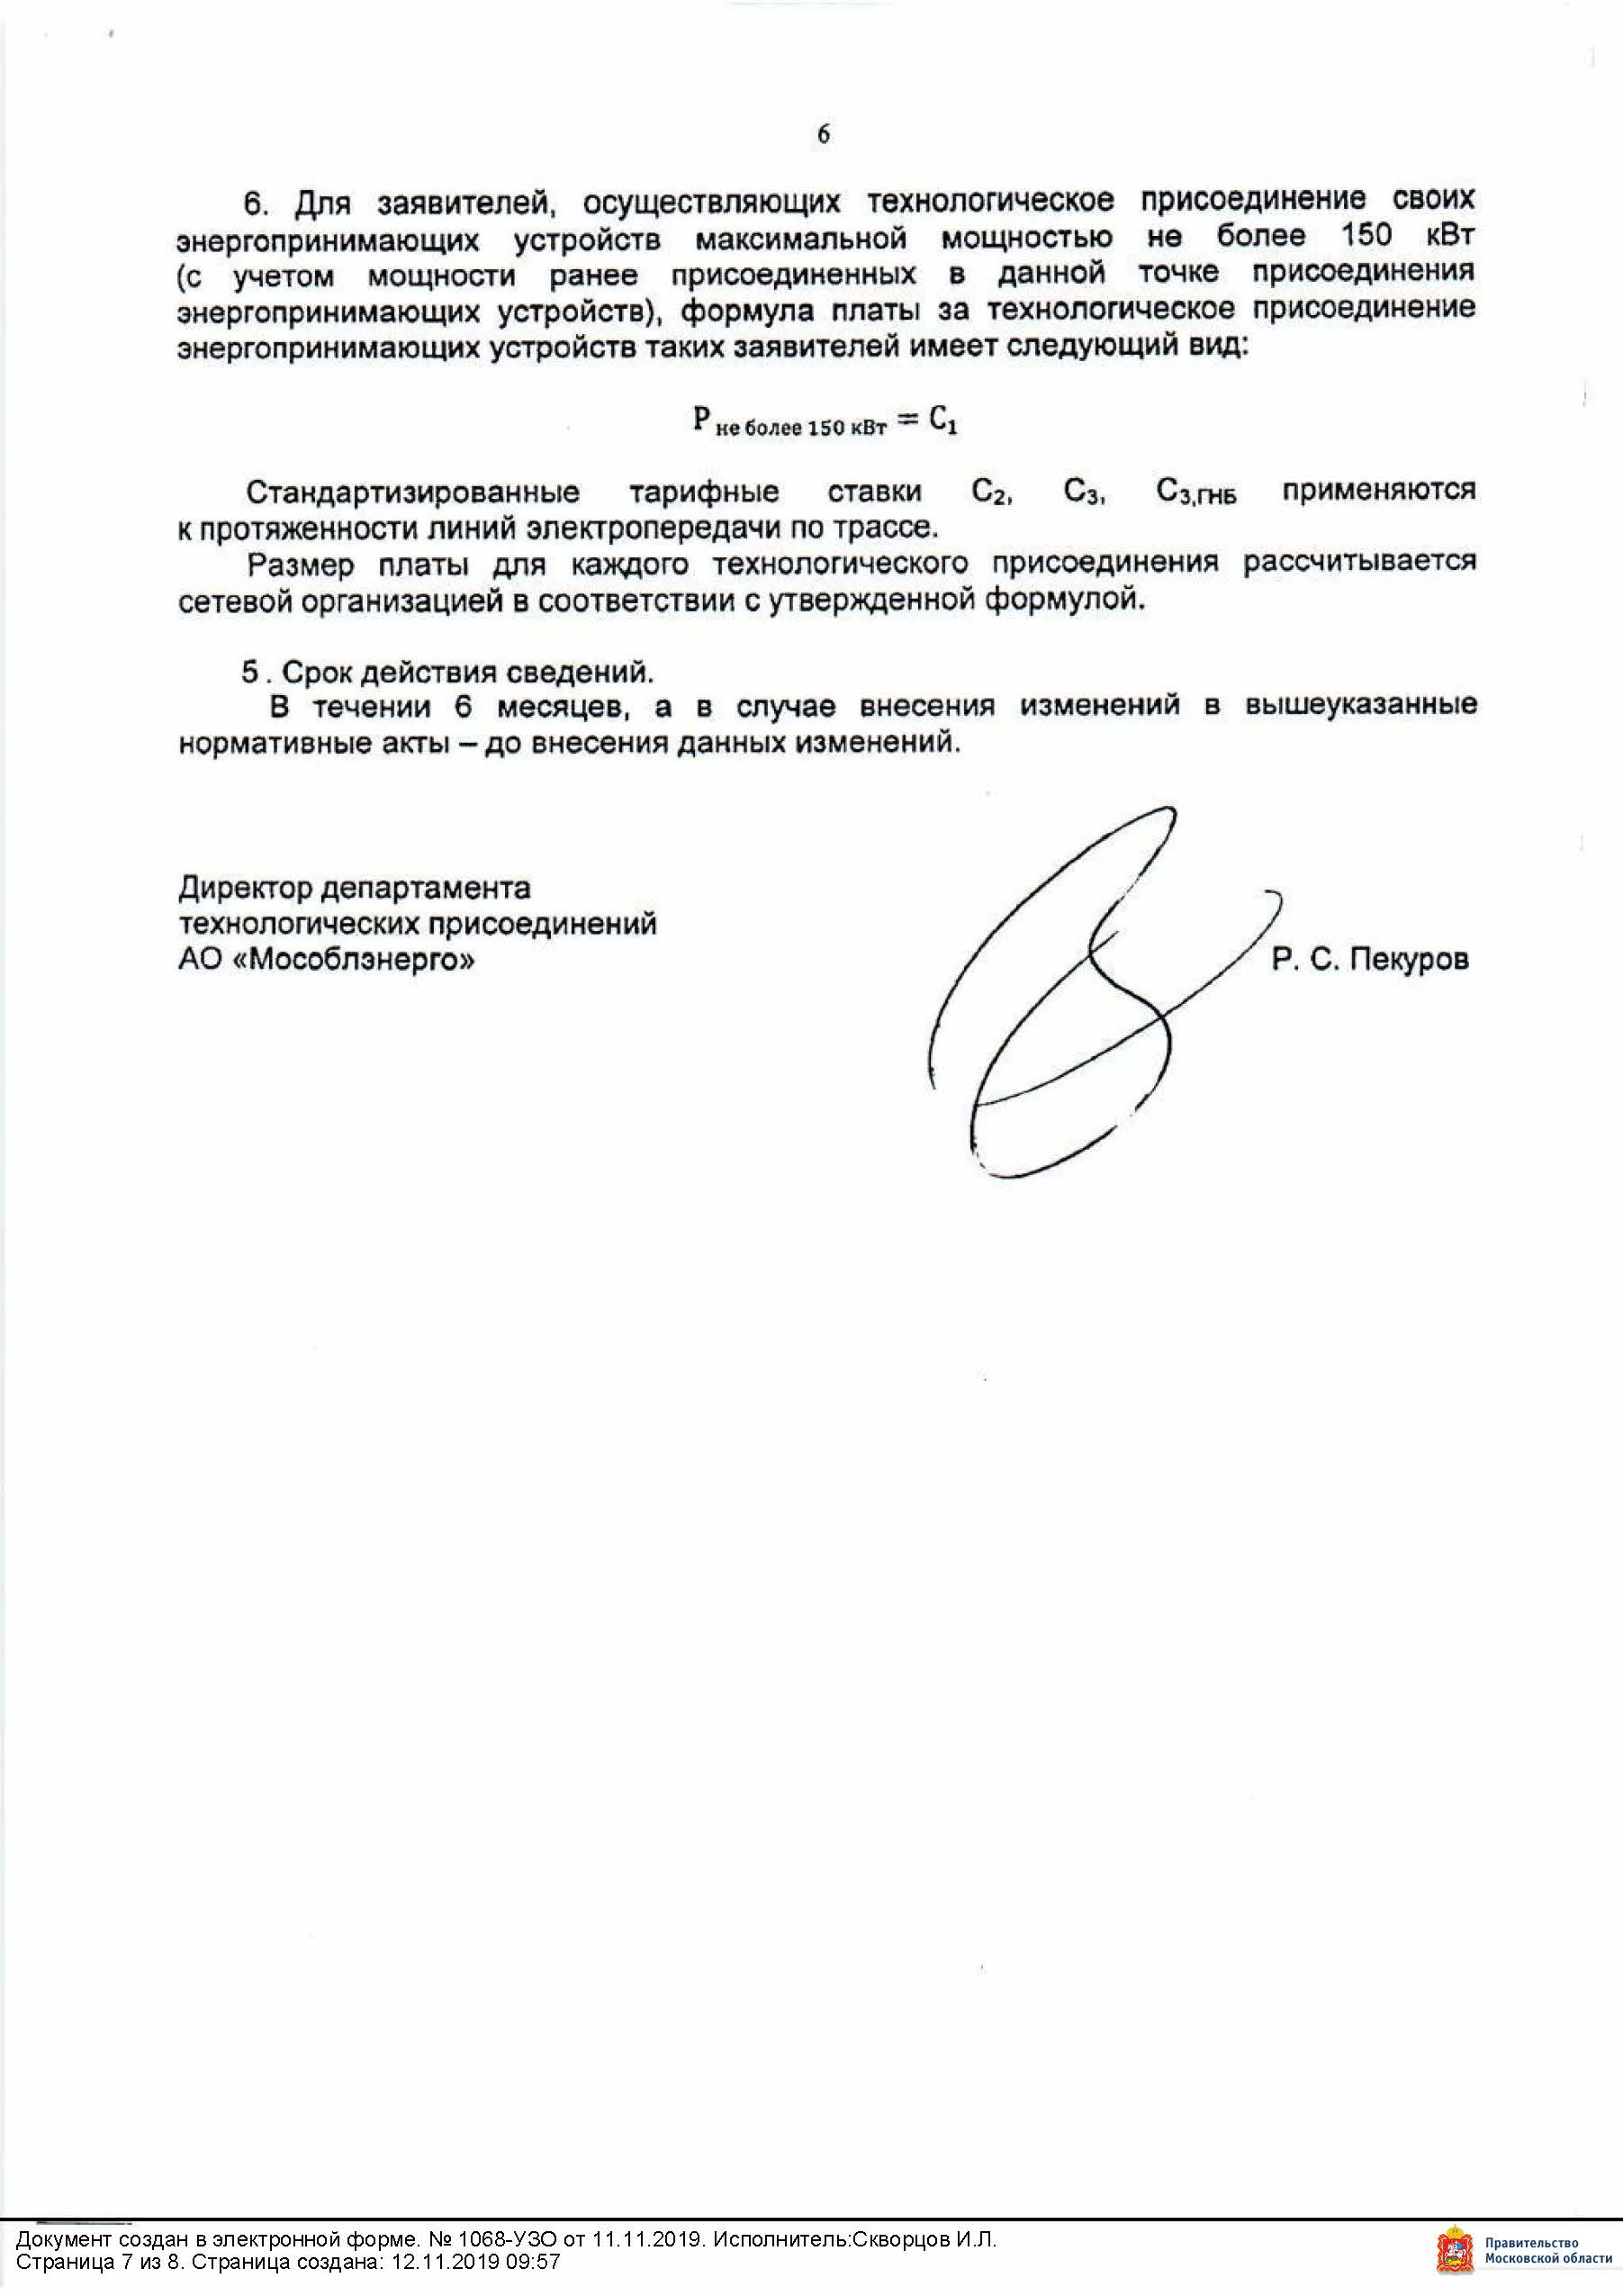 6
6. Для заявителей, осуществляющих технологическое присоединение своих
энергопринимающих устройств максимальной мощностью не более 150 кВт
(с учетом мощности ранее присоединенных в данной точке присоединения
энергопринимающих устройств), формула платы за технологическое присоединение
энергопринимающих устройств таких заявителей имеет следующий вид:
P не более 150 кВт = C1
Стандартизированные тарифные ставки С2, С3, С3,ГНБ применяются
к протяженности линий электропередачи по трассе.
Размер платы для каждого технологического присоединения рассчитывается
сетевой организацией в соответствии с утвержденной формулой.
5 . Срок действия сведений.
В течении 6 месяцев, а в случае внесения изменений в вышеуказанные
нормативные акты – до внесения данных изменений.
Директор департамента
технологических присоединений
АО «Мособлэнерго»
Р. С. Пекуров
Документ создан в электронной форме. № 1068-УЗО от 11.11.2019. Исполнитель:Скворцов И.Л.
Страница 7 из 8. Страница создана: 12.11.2019 09:57
Правительство
Московской области